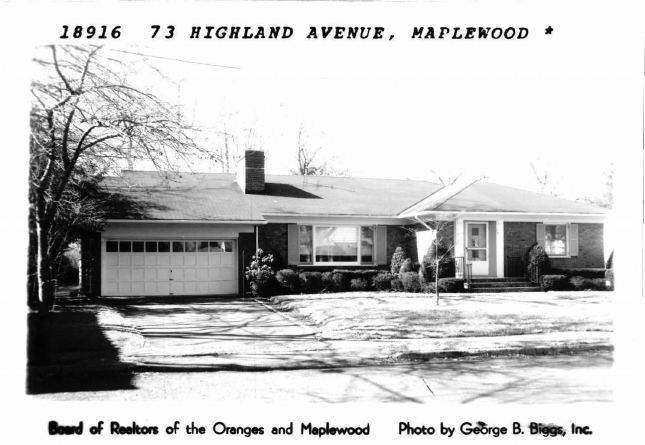 18916 73 HIGHLAND AVENUE, MAPLEWOOD *
Board of Realtors of the Oranges and Maplewood Photo by George B. Biggs, Inc.